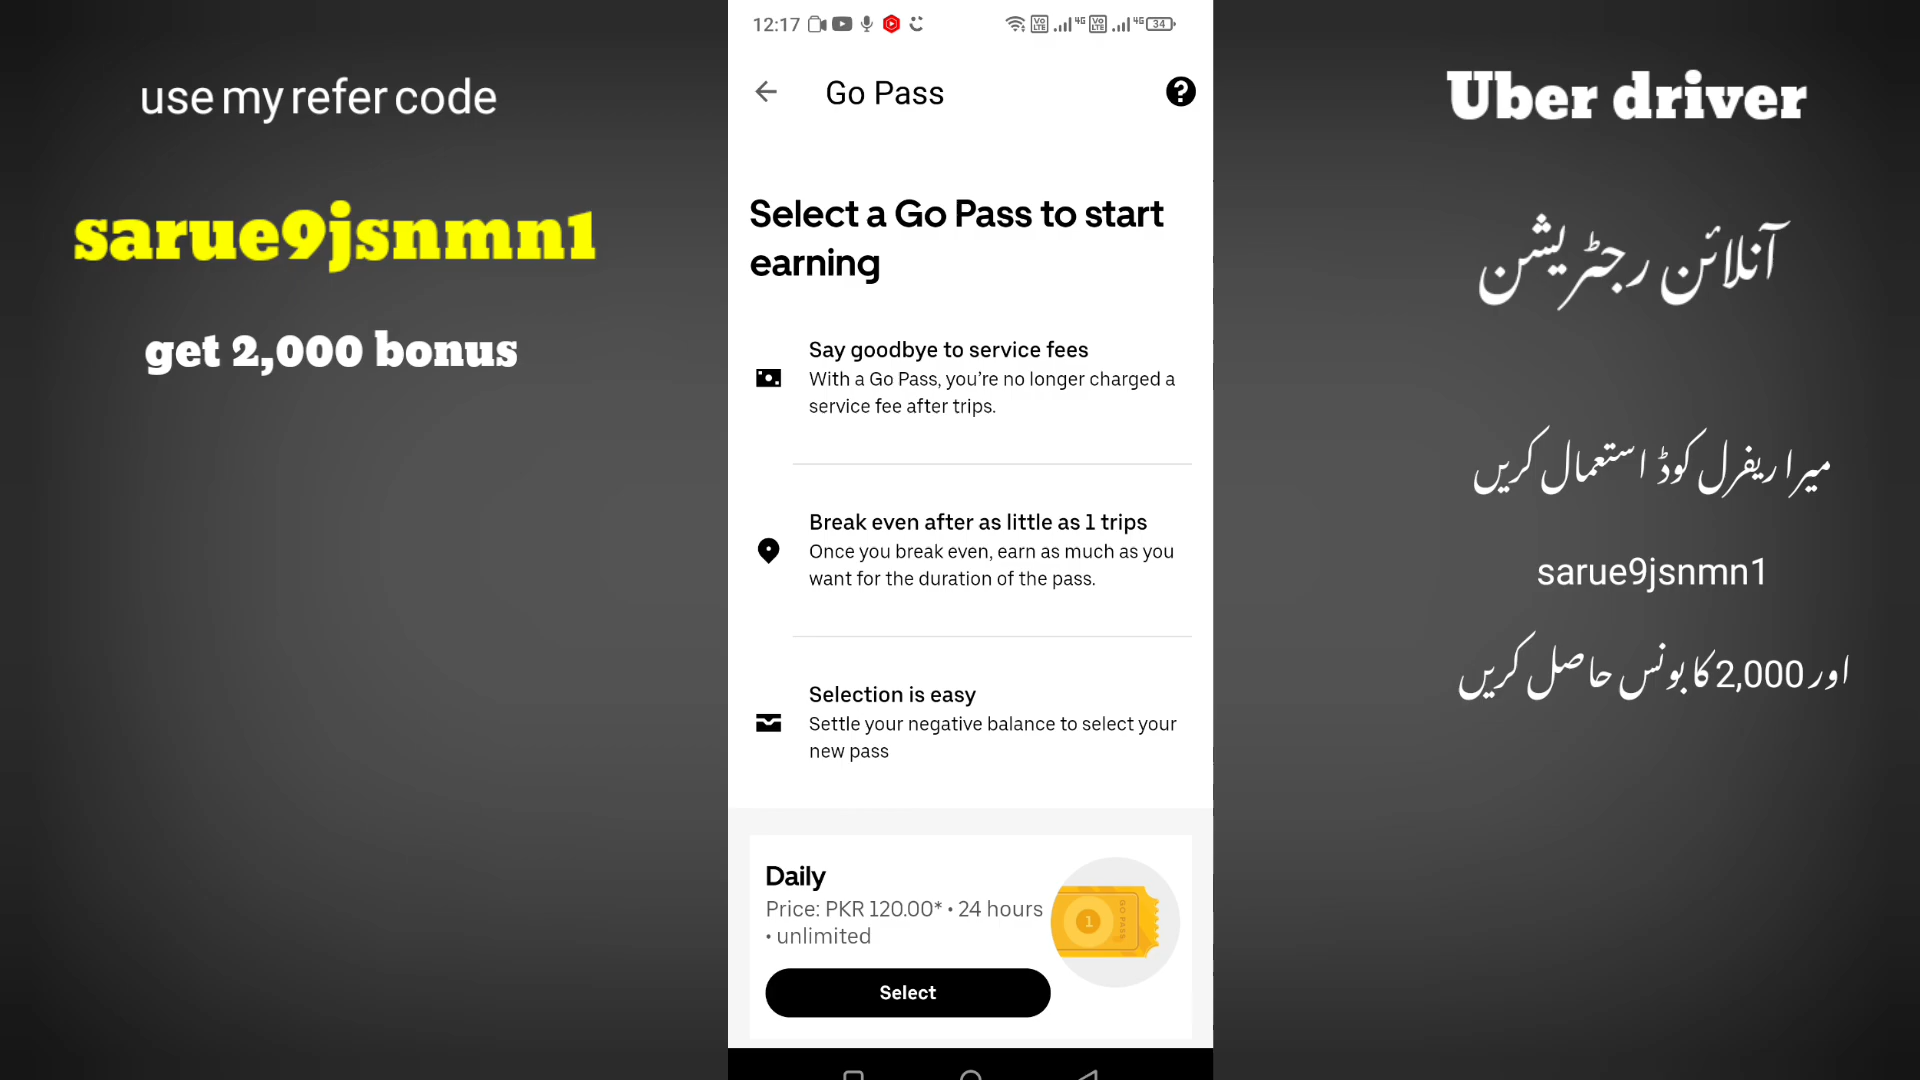 use my refer code
sarue9jsnmn1
get 2,000 bonus
12:17
34
Go Pass
Select a Go Pass to start
earning
Say goodbye to service fees
With a Go Pass, you’re no longer charged a
service fee after trips.
Break even after as little as 1 trips
Once you break even, earn as much as you
want for the duration of the pass.
Selection is easy
Settle your negative balance to select your
new pass
Daily
Price: PKR 120.00* • 24 hours
• unlimited
1
GO PASS
Select
Uber driver
آنلائن رجٹریشن
میرا ریفرل کوڈ استعمال کریں
sarue9jsnmn1
اور 2,000 کا بونس حاصل کریں